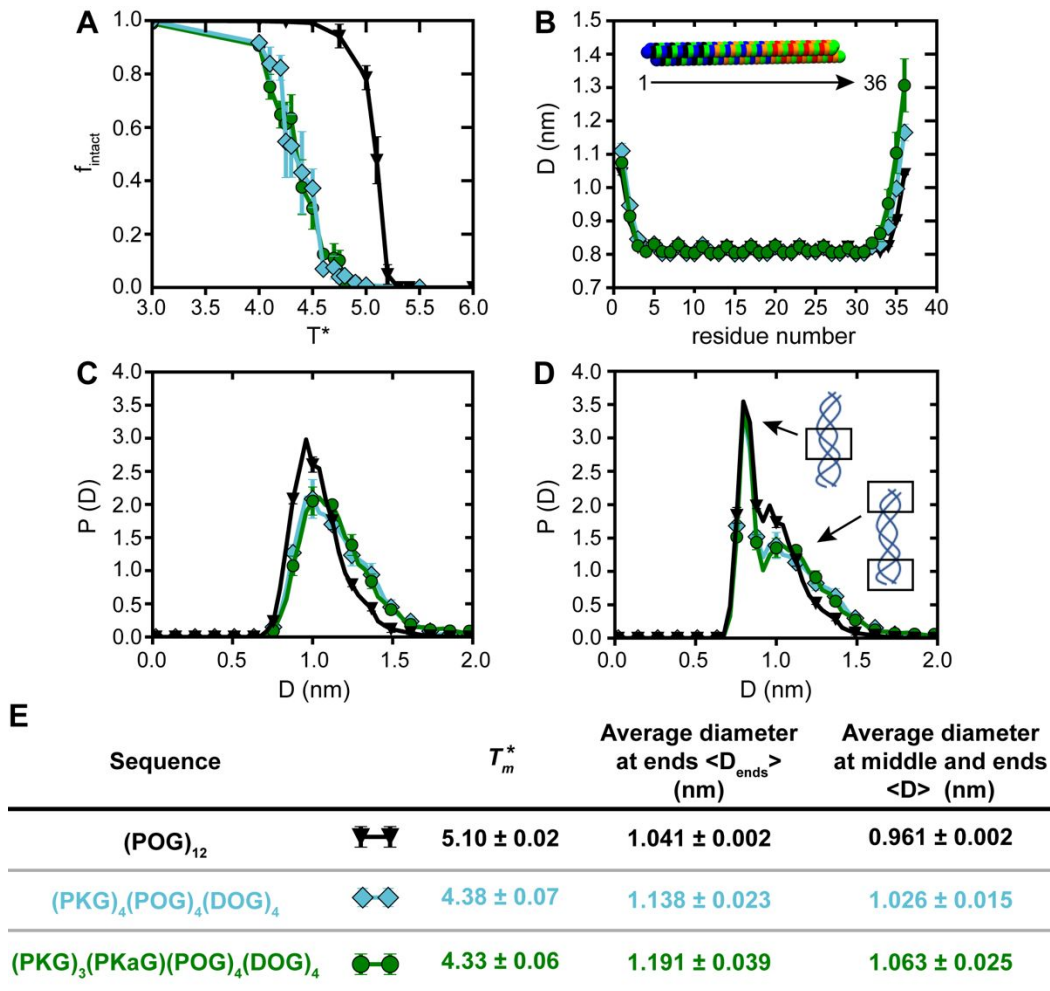 A
1.0
0.8
0.6
0.4
0.2
0.0
f_intact
3.0 3.5 4.0 4.5 5.0 5.5 6.0
T*
B
1.5
1.4
1.3
1.2
1.1
1.0
0.9
0.8
0.7
D (nm)
1 36
0 5 10 15 20 25 30 35 40
residue number
C
4.0
3.5
3.0
2.5
2.0
1.5
1.0
0.5
0.0
P (D)
0.0 0.5 1.0 1.5 2.0
D (nm)
D
4.0
3.5
3.0
2.5
2.0
1.5
1.0
0.5
0.0
P (D)
0.0 0.5 1.0 1.5 2.0
D (nm)
E
Sequence
T*m
Average diameter
at ends <D_ends>
(nm)
Average diameter
at middle and ends
<D> (nm)
(POG)₁₂ 5.10 ± 0.02 1.041 ± 0.002 0.961 ± 0.002
(PKG)₄(POG)₄(DOG)₄ 4.38 ± 0.07 1.138 ± 0.023 1.026 ± 0.015
(PKG)₃(PKaG)(POG)₄(DOG)₄ 4.33 ± 0.06 1.191 ± 0.039 1.063 ± 0.025